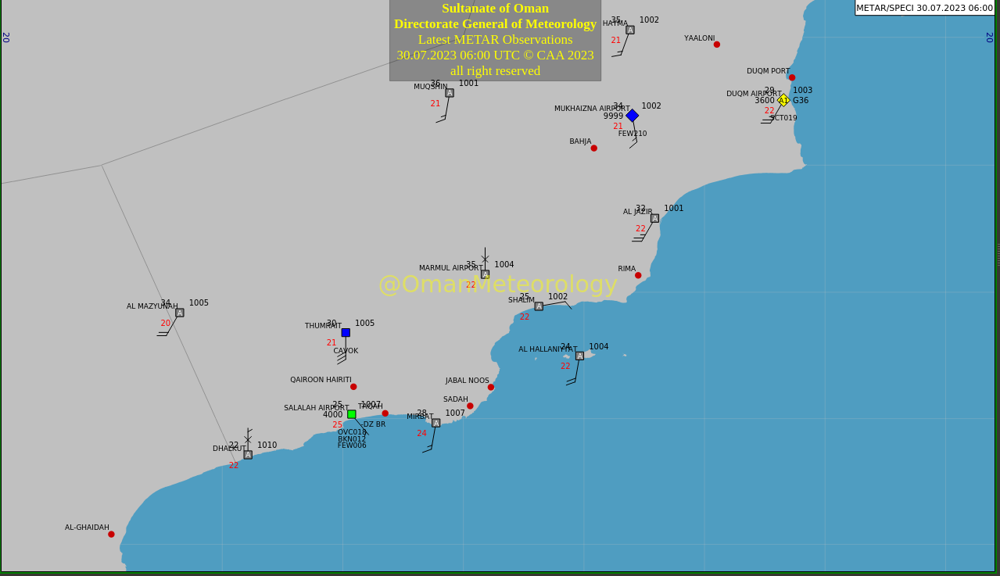 METAR/SPECI 30.07.2023 06:00
Sultanate of Oman
Directorate General of Meteorology
Latest METAR Observations
30.07.2023 06:00 UTC © CAA 2023
all right reserved
20
20
35 1002
A
21
YAALONI
DUQM PORT
36 1001
MUQSHIN
A
21
DUQM AIRPORT
29 1003
3600 A1 G36
22
SCT019
MUKHAIZNA AIRPORT
34 1002
9999
21
FEW210
BAHJA
AL JAZIR
32 1001
A
22
MARMUL AIRPORT
35 1004
A
22
RIMA
@OmanMeteorology
SHALIM
25 1002
A
22
AL MAZYUNAH
34 1005
A
20
THUMRAIT
30 1005
21
CAVOK
AL HALLANIYYAT
24 1004
A
22
QAIROON HAIRITI
JABAL NOOS
SADAH
SALALAH AIRPORT
25 1007
4000
25
-DZ BR
OVC018
BKN012
FEW006
TAQAH
MIRBAT
28 1007
A
24
DHALKUT
22 1010
A
22
AL-GHAIDAH